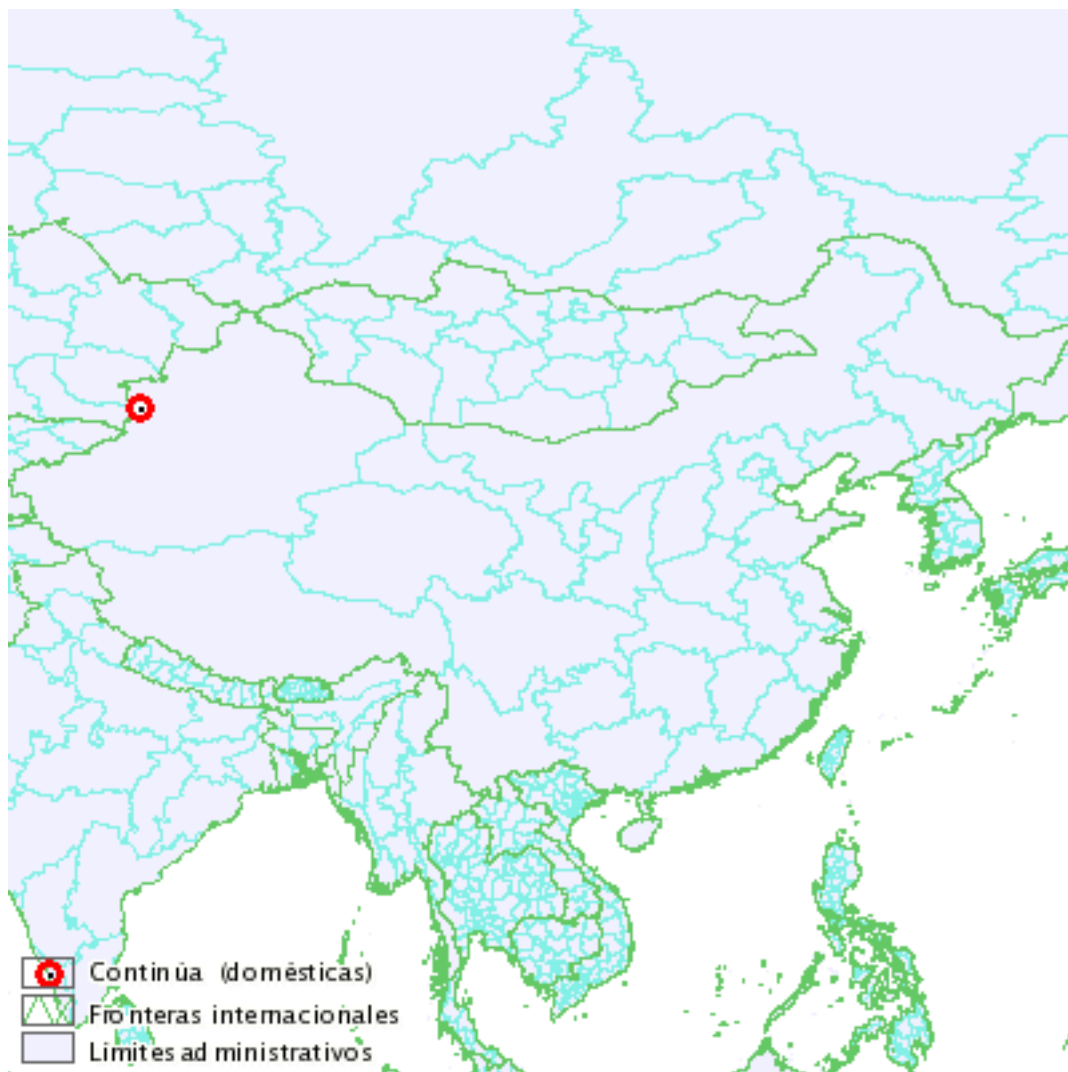 Continúa (domésticas)
Fronteras internacionales
Límites administrativos